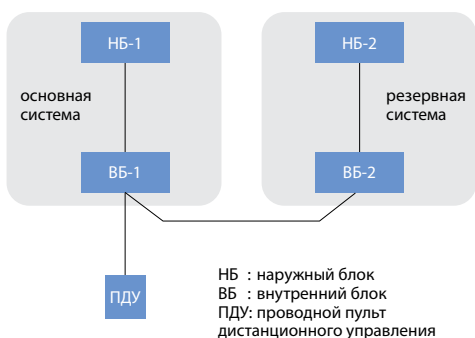 НБ-1
НБ-2
основная
система
резервная
система
ВБ-1
ВБ-2
ПДУ
НБ : наружный блок
ВБ : внутренний блок
ПДУ: проводной пульт
дистанционного управления